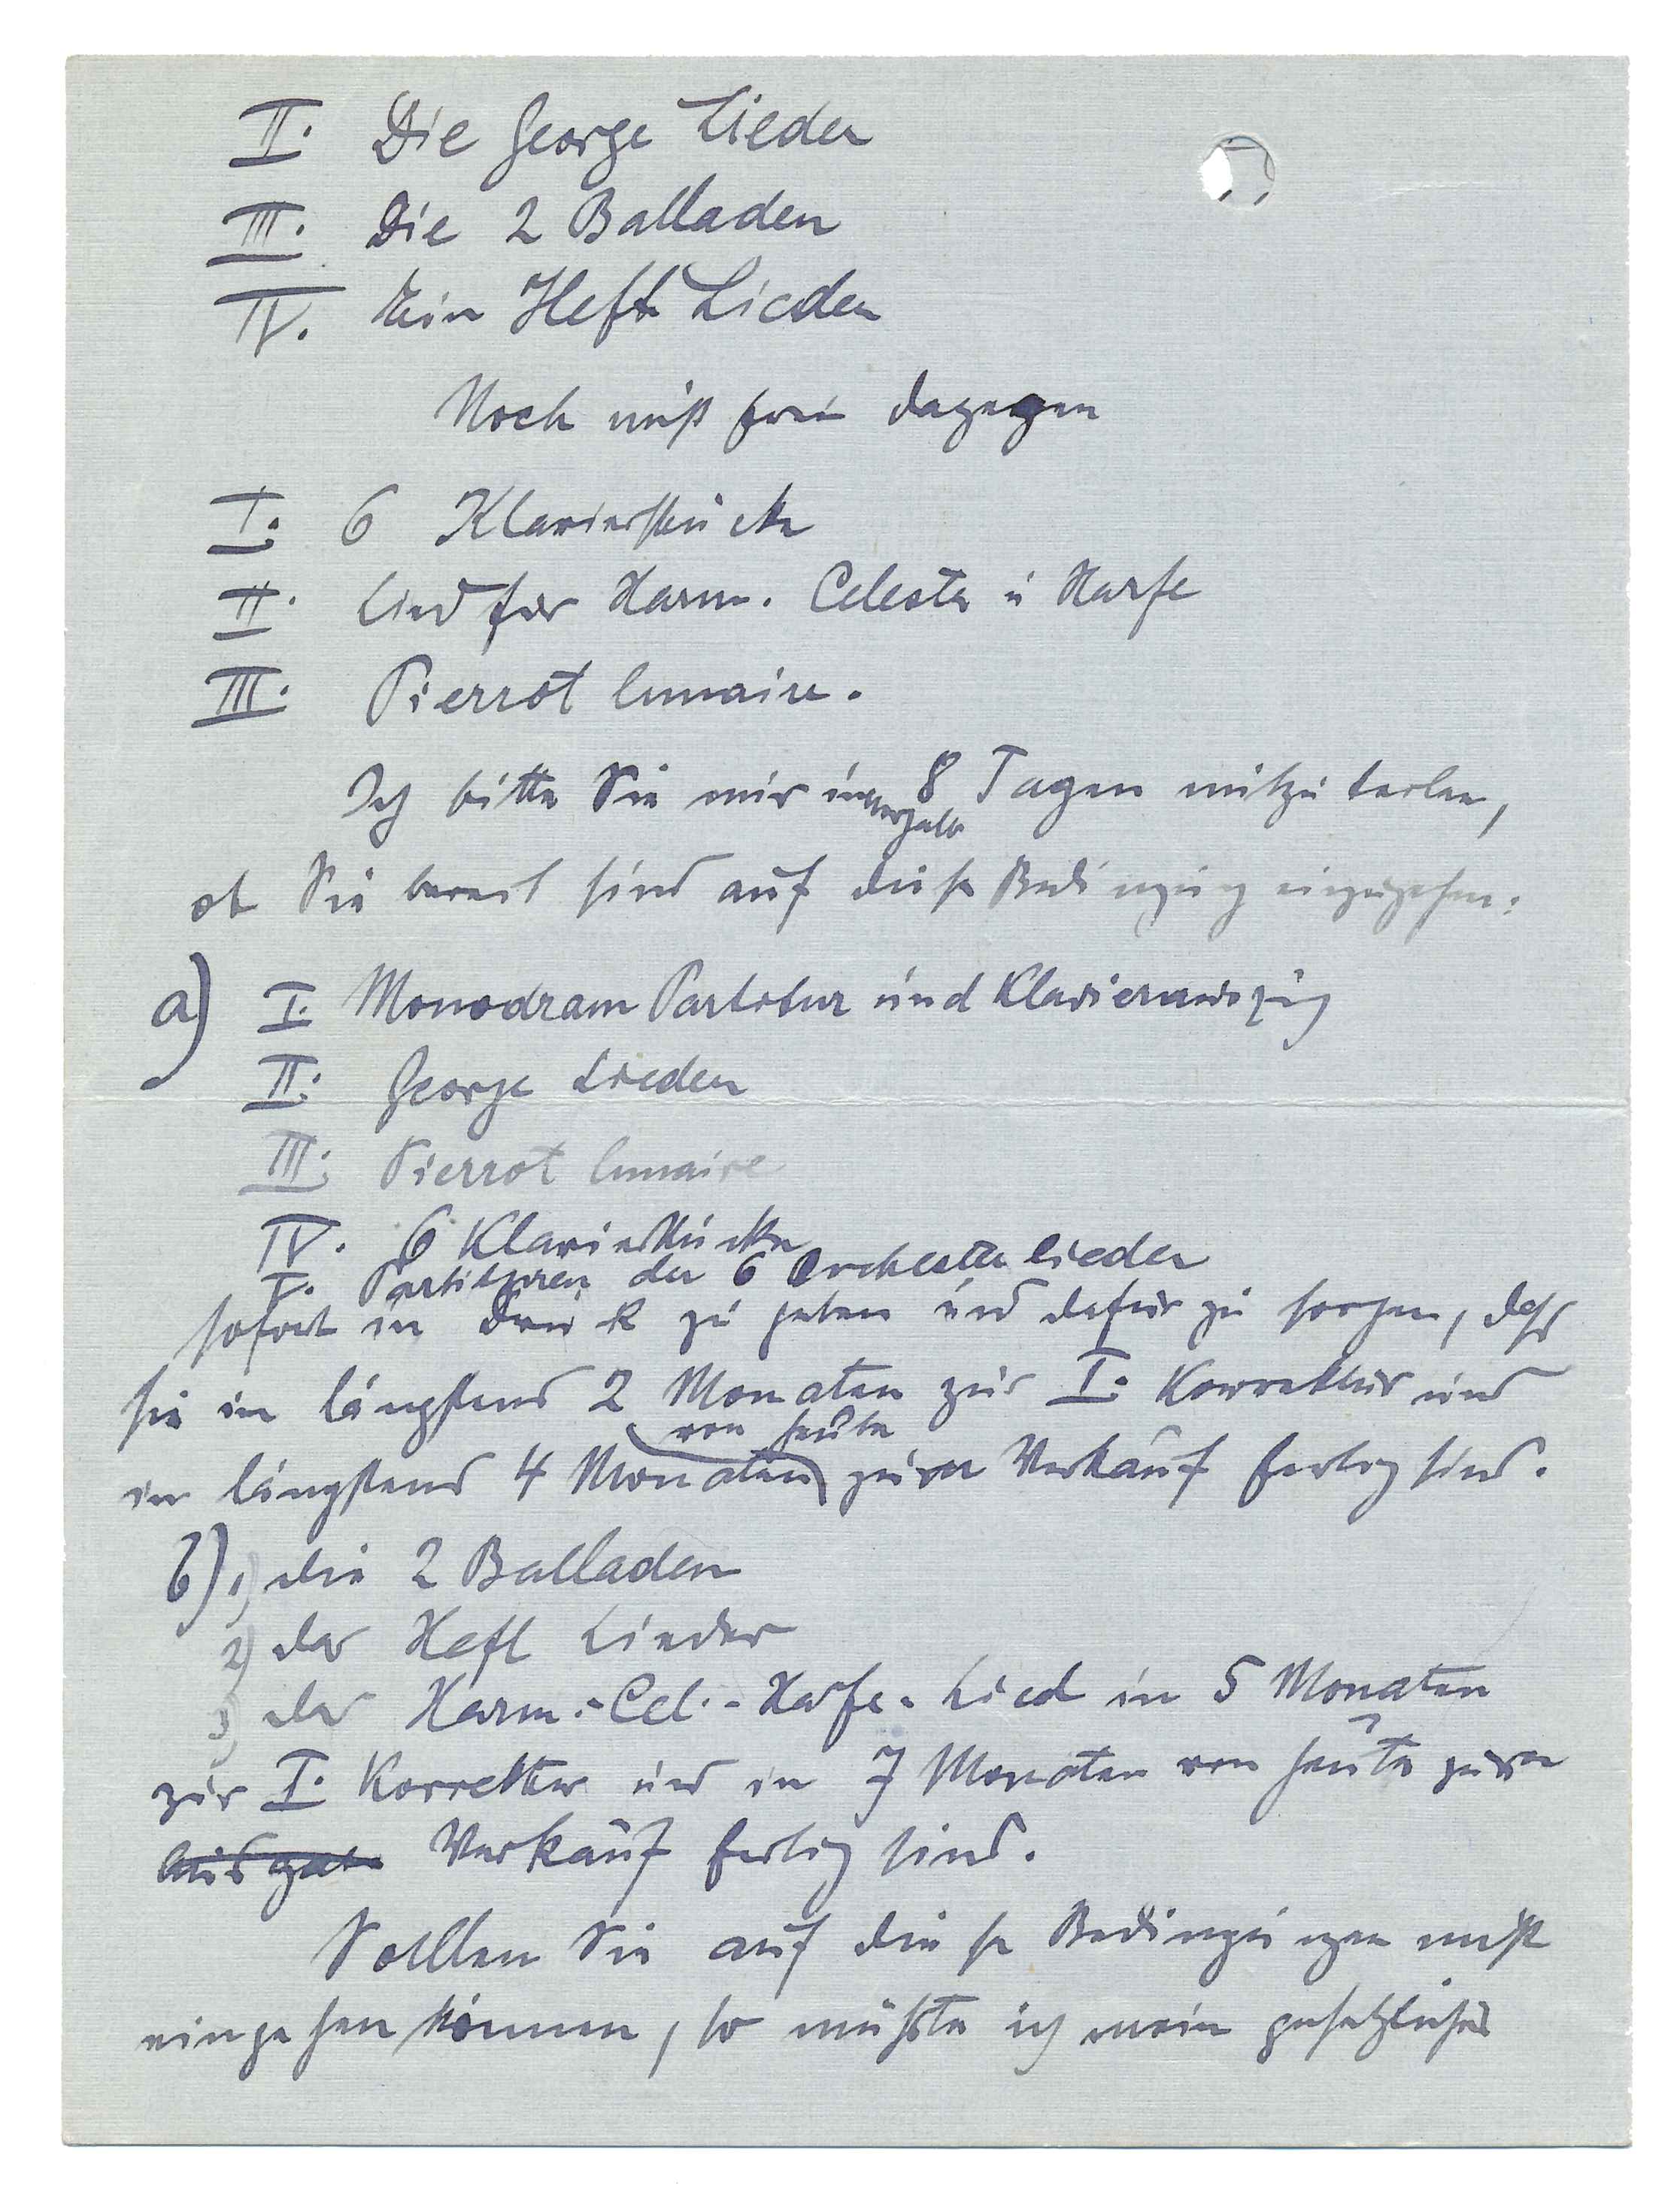 II. Die George Lieder
III. Die 2 Balladen
IV. Ein Heft Lieder
Noch nicht frei dagegen
I. 6 Klavierstücke
II. Lied für Harm. Celesta u Harfe
III. Pierrot lunaire.
Ich bitte Sie mir innerhalb 8 Tagen mitzuteilen,
ob Sie bereit sind auf diese Bedingung einzugehen:
a) I. Monodram Partitur und Klavierauszug
II. George Lieder
III. Pierrot lunaire
IV. 6 Klavierstücke
V. Partituren der 6 Orchesterlieder
sofort in Druck zu geben und dafür zu sorgen, dass
sie in längstens 2 Monaten zur I. Korrektur und
von heute
in längstens 4 Monaten zum Verkauf fertig sind.
b) 1) die 2 Balladen
2) das Heft Lieder
3) das Harm.-Cel.-Harfe-Lied in 5 Monaten
zur I. Korrektur und in 7 Monaten von heute zum
Ausgabe Verkauf fertig sind.
Sollten Sie auf diese Bedingungen nicht
eingehen können, so müsste ich mein gesetzliches